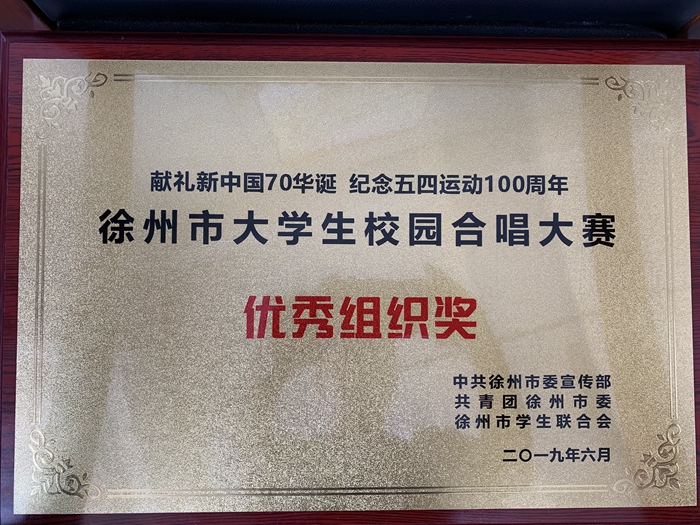 献礼新中国70华诞 纪念五四运动100周年
徐州市大学生校园合唱大赛
优秀组织奖
中共徐州市委宣传部
共青团徐州市委
徐州市学生联合会
二〇一九年六月